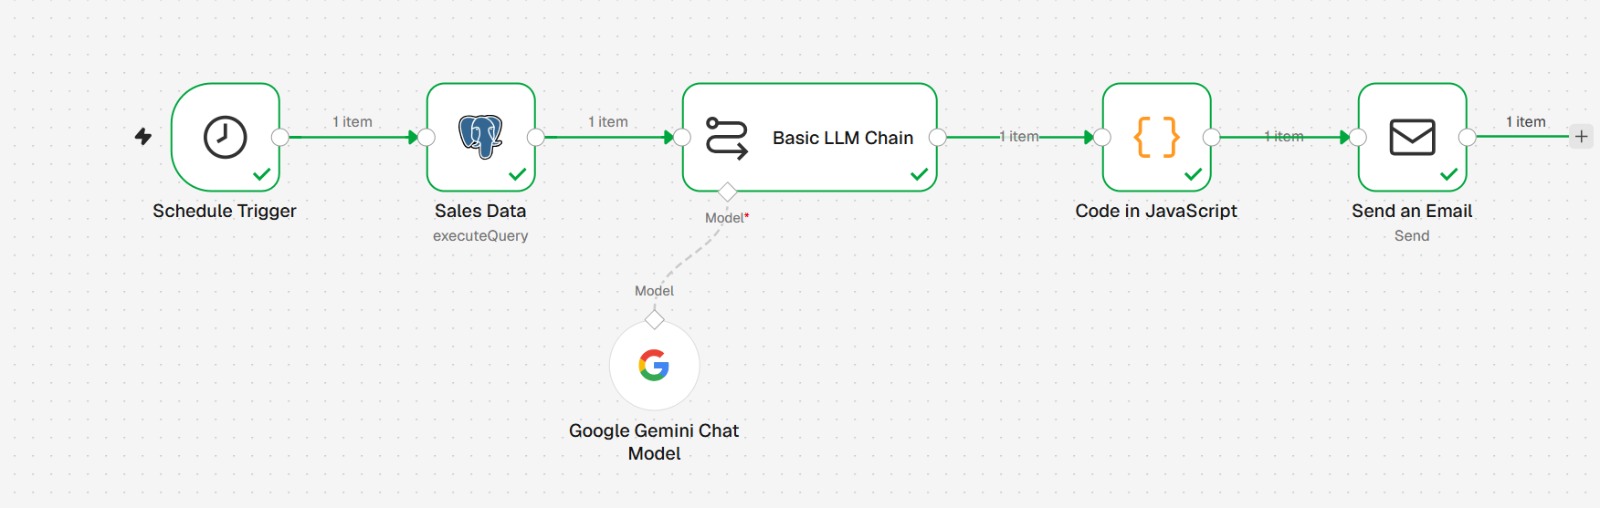 1 item
1 item
Basic LLM Chain
1 item
1 item
1 item
Schedule Trigger
Sales Data
executeQuery
Model*
Code in JavaScript
Send an Email
Send
Model
Google Gemini Chat
Model